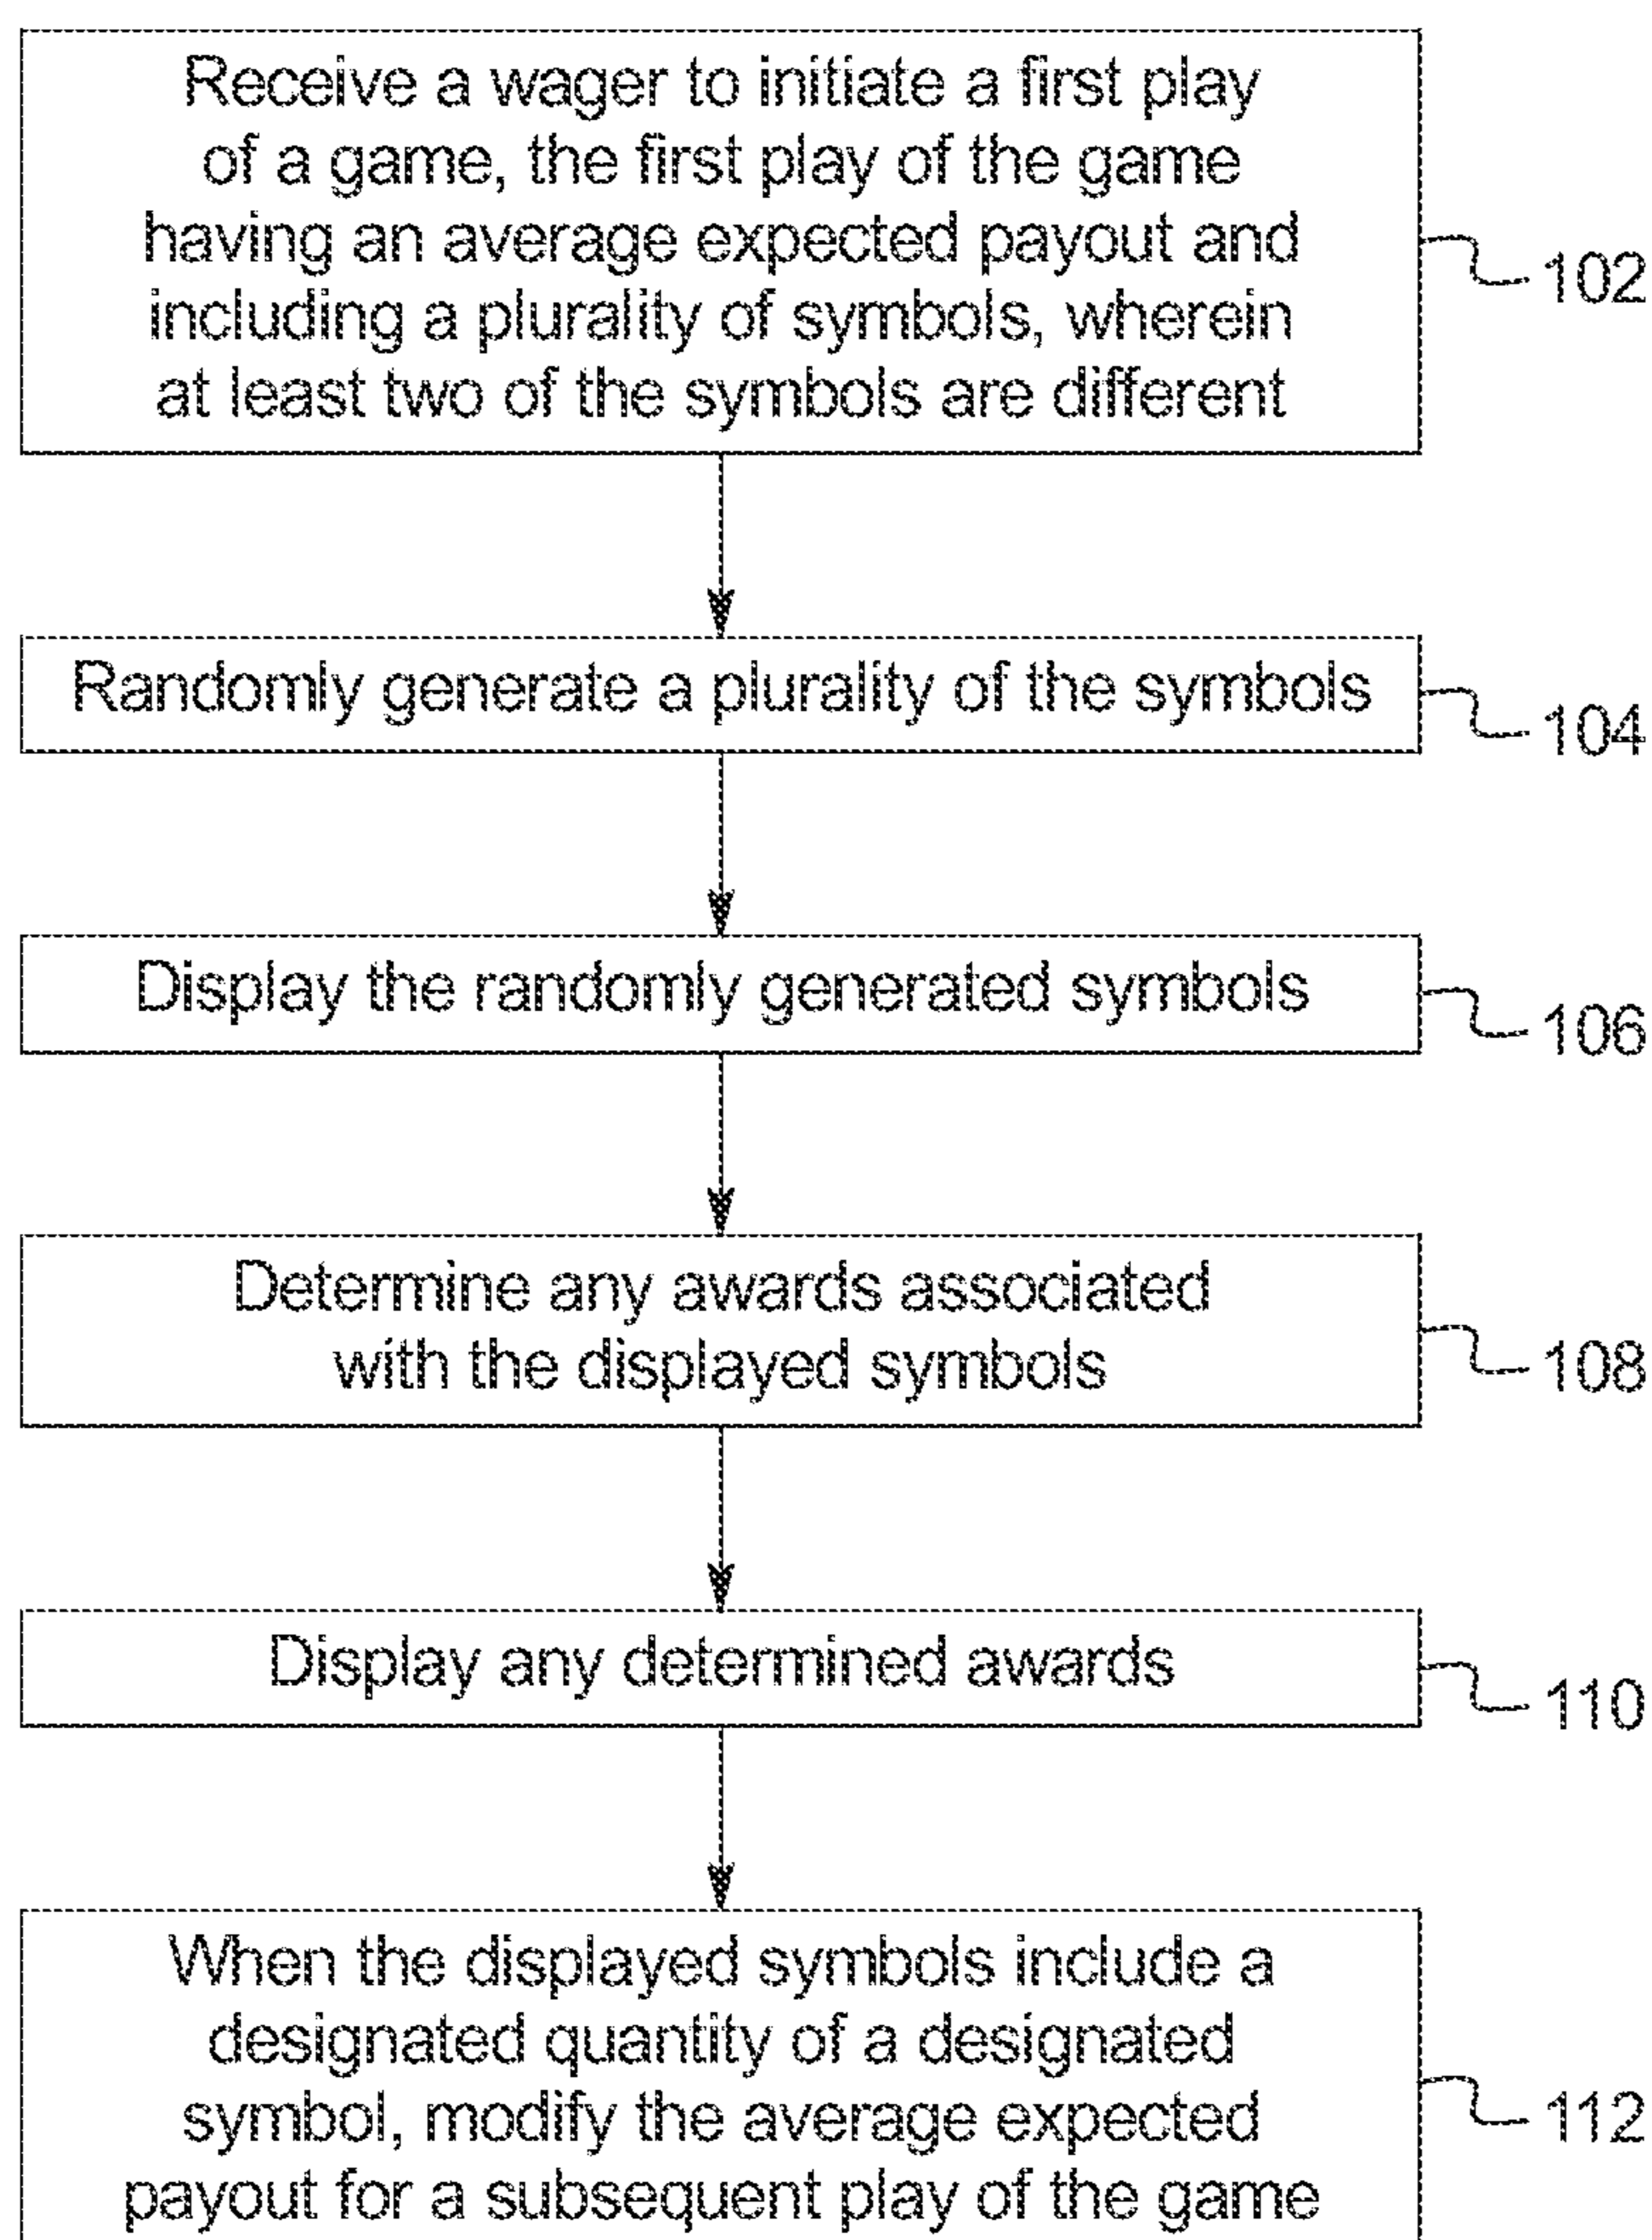 Receive a wager to initiate a first play
of a game, the first play of the game
having an average expected payout and
including a plurality of symbols, wherein
at least two of the symbols are different
102
Randomly generate a plurality of the symbols
104
Display the randomly generated symbols
106
Determine any awards associated
with the displayed symbols
108
Display any determined awards
110
When the displayed symbols include a
designated quantity of a designated
symbol, modify the average expected
payout for a subsequent play of the game
112